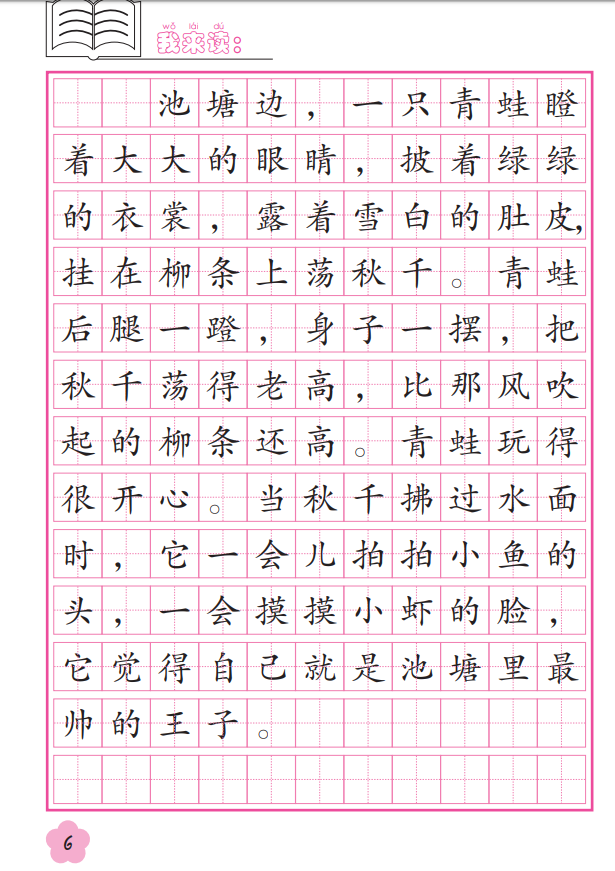 wǒ lái dú
我来读：
池塘边，一只青蛙瞪
着大大的眼睛，披着绿绿
的衣裳，露着雪白的肚皮，
挂在柳条上荡秋千。青蛙
后腿一蹬，身子一摆，把
秋千荡得老高，比那风吹
起的柳条还高。青蛙玩得
很开心。当秋千拂过水面
时，它一会儿拍拍小鱼的
头，一会摸摸小虾的脸，
它觉得自己就是池塘里最
帅的王子。
6